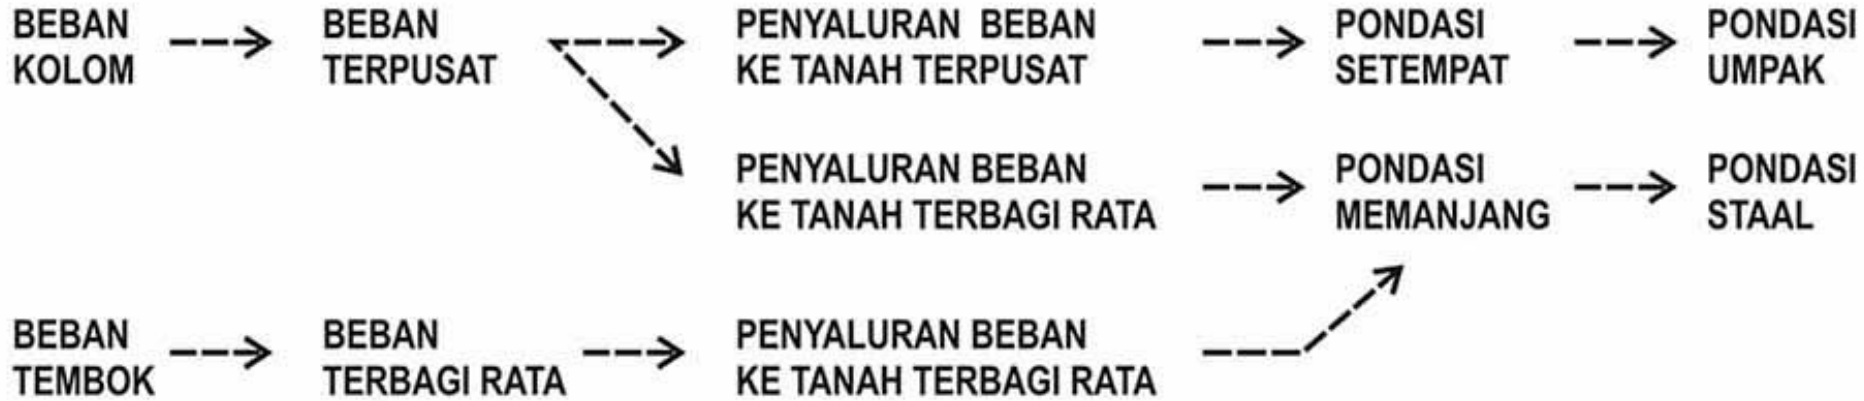 BEBAN
KOLOM
BEBAN
TERPUSAT
PENYALURAN BEBAN
KE TANAH TERPUSAT
PONDASI
SETEMPAT
PONDASI
UMPAK
PENYALURAN BEBAN
KE TANAH TERBAGI RATA
PONDASI
MEMANJANG
PONDASI
STAAL
BEBAN
TEMBOK
BEBAN
TERBAGI RATA
PENYALURAN BEBAN
KE TANAH TERBAGI RATA